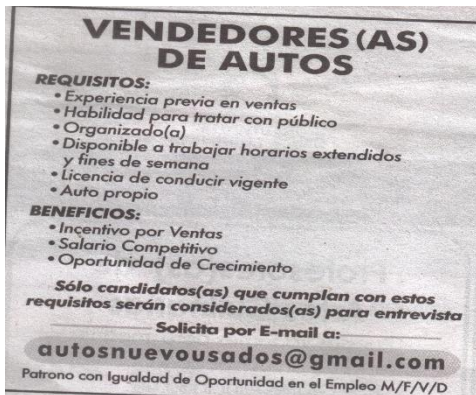 VENDEDORES (AS)
DE AUTOS
REQUISITOS:
• Experiencia previa en ventas
• Habilidad para tratar con público
• Organizado(a)
• Disponible a trabajar horarios extendidos
y fines de semana
• Licencia de conducir vigente
• Auto propio
BENEFICIOS:
• Incentivo por Ventas
• Salario Competitivo
• Oportunidad de Crecimiento
Sólo candidatos(as) que cumplan con estos
requisitos serán considerados(as) para entrevista
Solicita por E-mail a:
autosnuevousados@gmail.com
Patrono con Igualdad de Oportunidad en el Empleo M/F/V/D